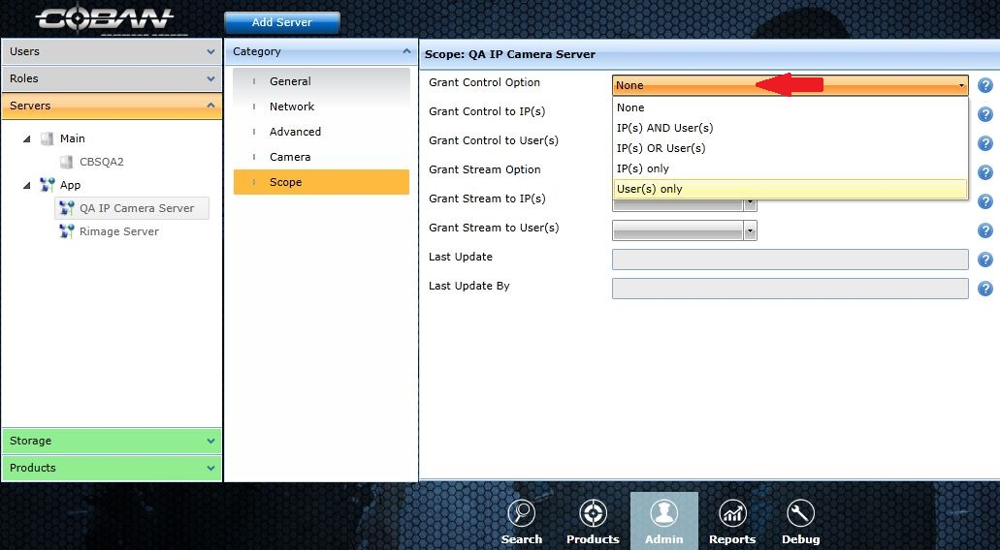 COBAN
Add Server
Users
Roles
Servers
Main
CBSQA2
App
QA IP Camera Server
Rimage Server
Storage
Products
Category
General
Network
Advanced
Camera
Scope
Scope: QA IP Camera Server
Grant Control Option
None
None
IP(s) AND User(s)
IP(s) OR User(s)
IP(s) only
User(s) only
Grant Control to IP(s)
Grant Control to User(s)
Grant Stream Option
Grant Stream to IP(s)
Grant Stream to User(s)
Last Update
Last Update By
Search
Products
Admin
Reports
Debug